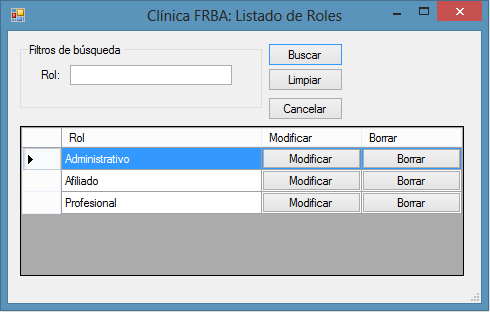 Clínica FRBA: Listado de Roles
Filtros de búsqueda
Rol:
Buscar
Limpiar
Cancelar
Rol Modificar Borrar
Administrativo Modificar Borrar
Afiliado Modificar Borrar
Profesional Modificar Borrar